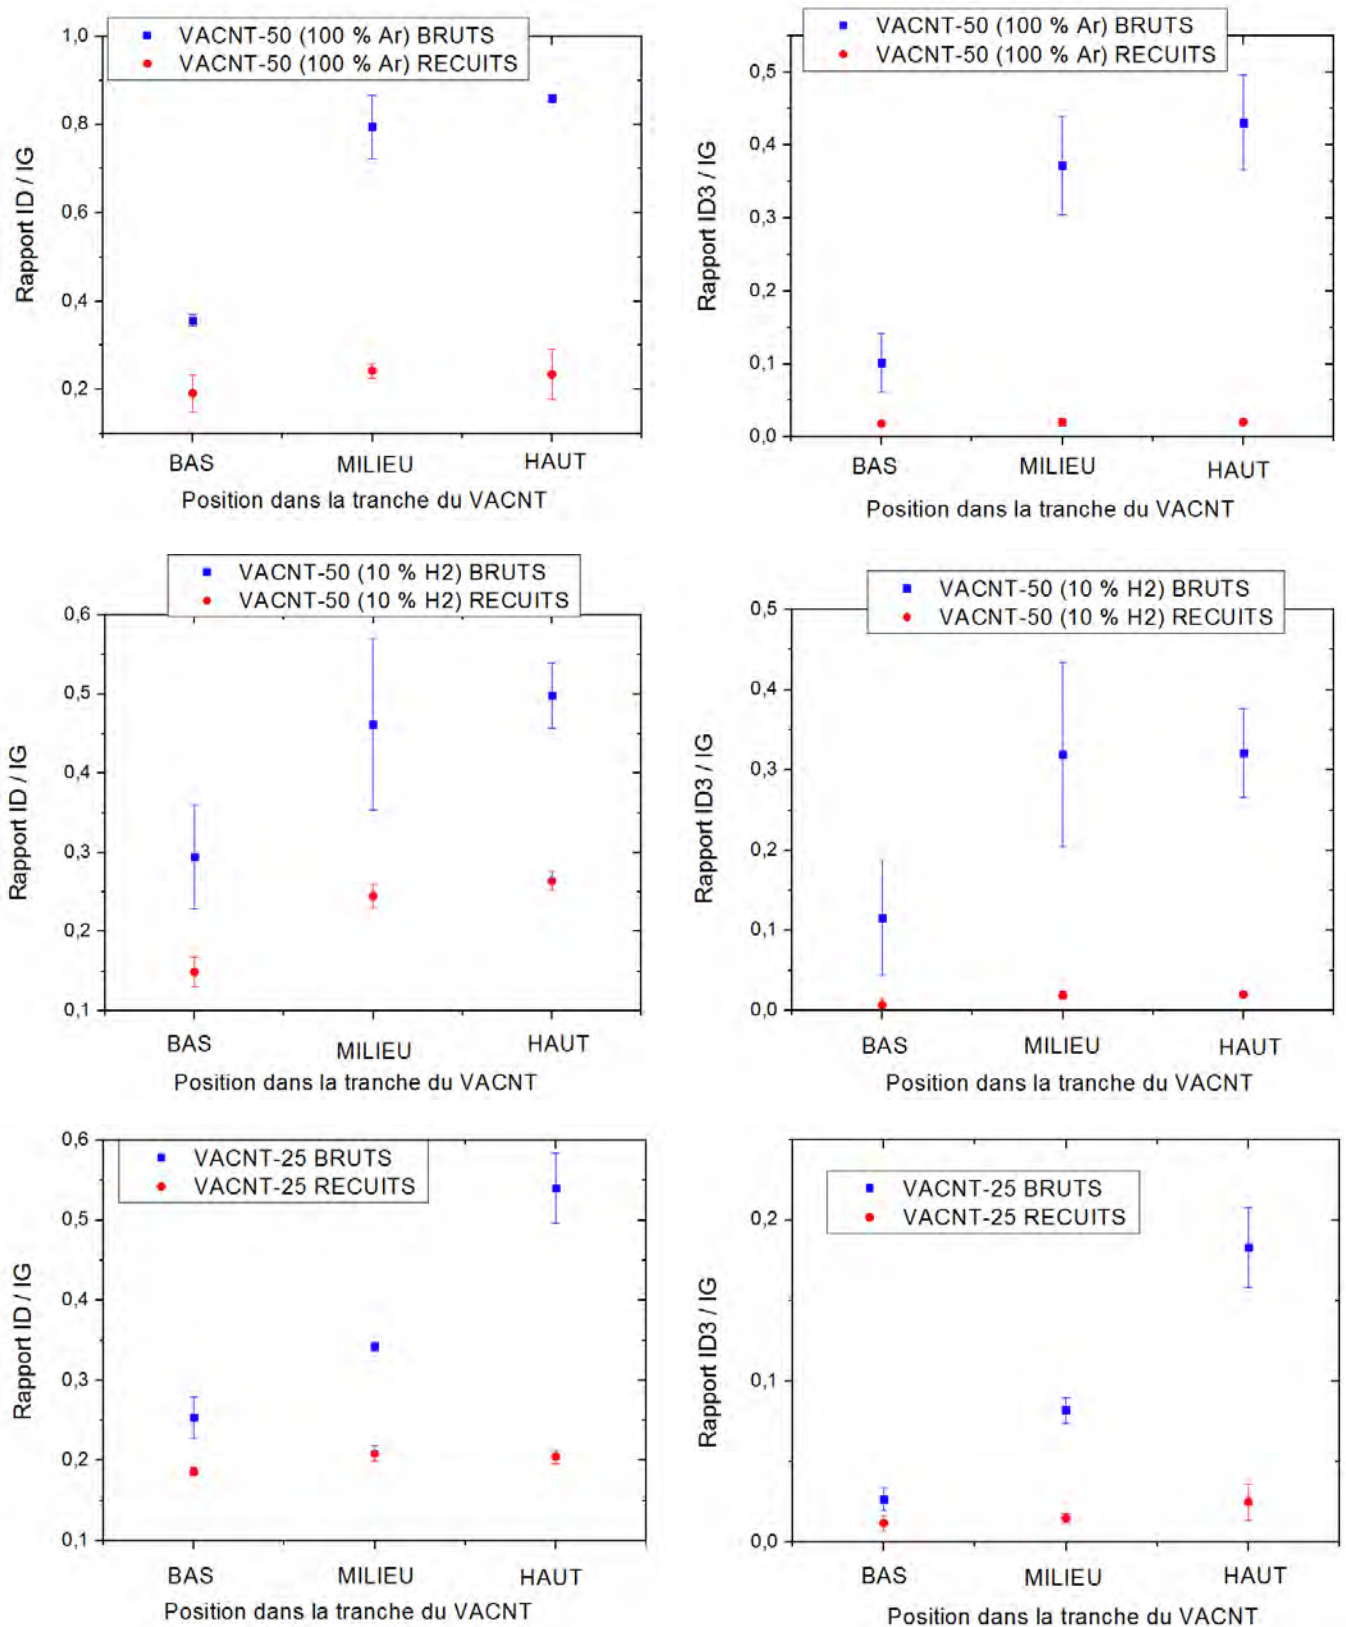 VACNT-50 (100 % Ar) BRUTS
VACNT-50 (100 % Ar) RECUITS
1,0
0,8
0,6
0,4
0,2
Rapport ID / IG
BAS
MILIEU
HAUT
Position dans la tranche du VACNT
VACNT-50 (100 % Ar) BRUTS
VACNT-50 (100 % Ar) RECUITS
0,5
0,4
0,3
0,2
0,1
0,0
Rapport ID3 / IG
BAS
MILIEU
HAUT
Position dans la tranche du VACNT
VACNT-50 (10 % H2) BRUTS
VACNT-50 (10 % H2) RECUITS
0,6
0,5
0,4
0,3
0,2
0,1
Rapport ID / IG
BAS
MILIEU
HAUT
Position dans la tranche du VACNT
VACNT-50 (10 % H2) BRUTS
VACNT-50 (10 % H2) RECUITS
0,5
0,4
0,3
0,2
0,1
0,0
Rapport ID3 / IG
BAS
MILIEU
HAUT
Position dans la tranche du VACNT
VACNT-25 BRUTS
VACNT-25 RECUITS
0,6
0,5
0,4
0,3
0,2
0,1
Rapport ID / IG
BAS
MILIEU
HAUT
Position dans la tranche du VACNT
VACNT-25 BRUTS
VACNT-25 RECUITS
0,2
0,1
0,0
Rapport ID3 / IG
BAS
MILIEU
HAUT
Position dans la tranche du VACNT